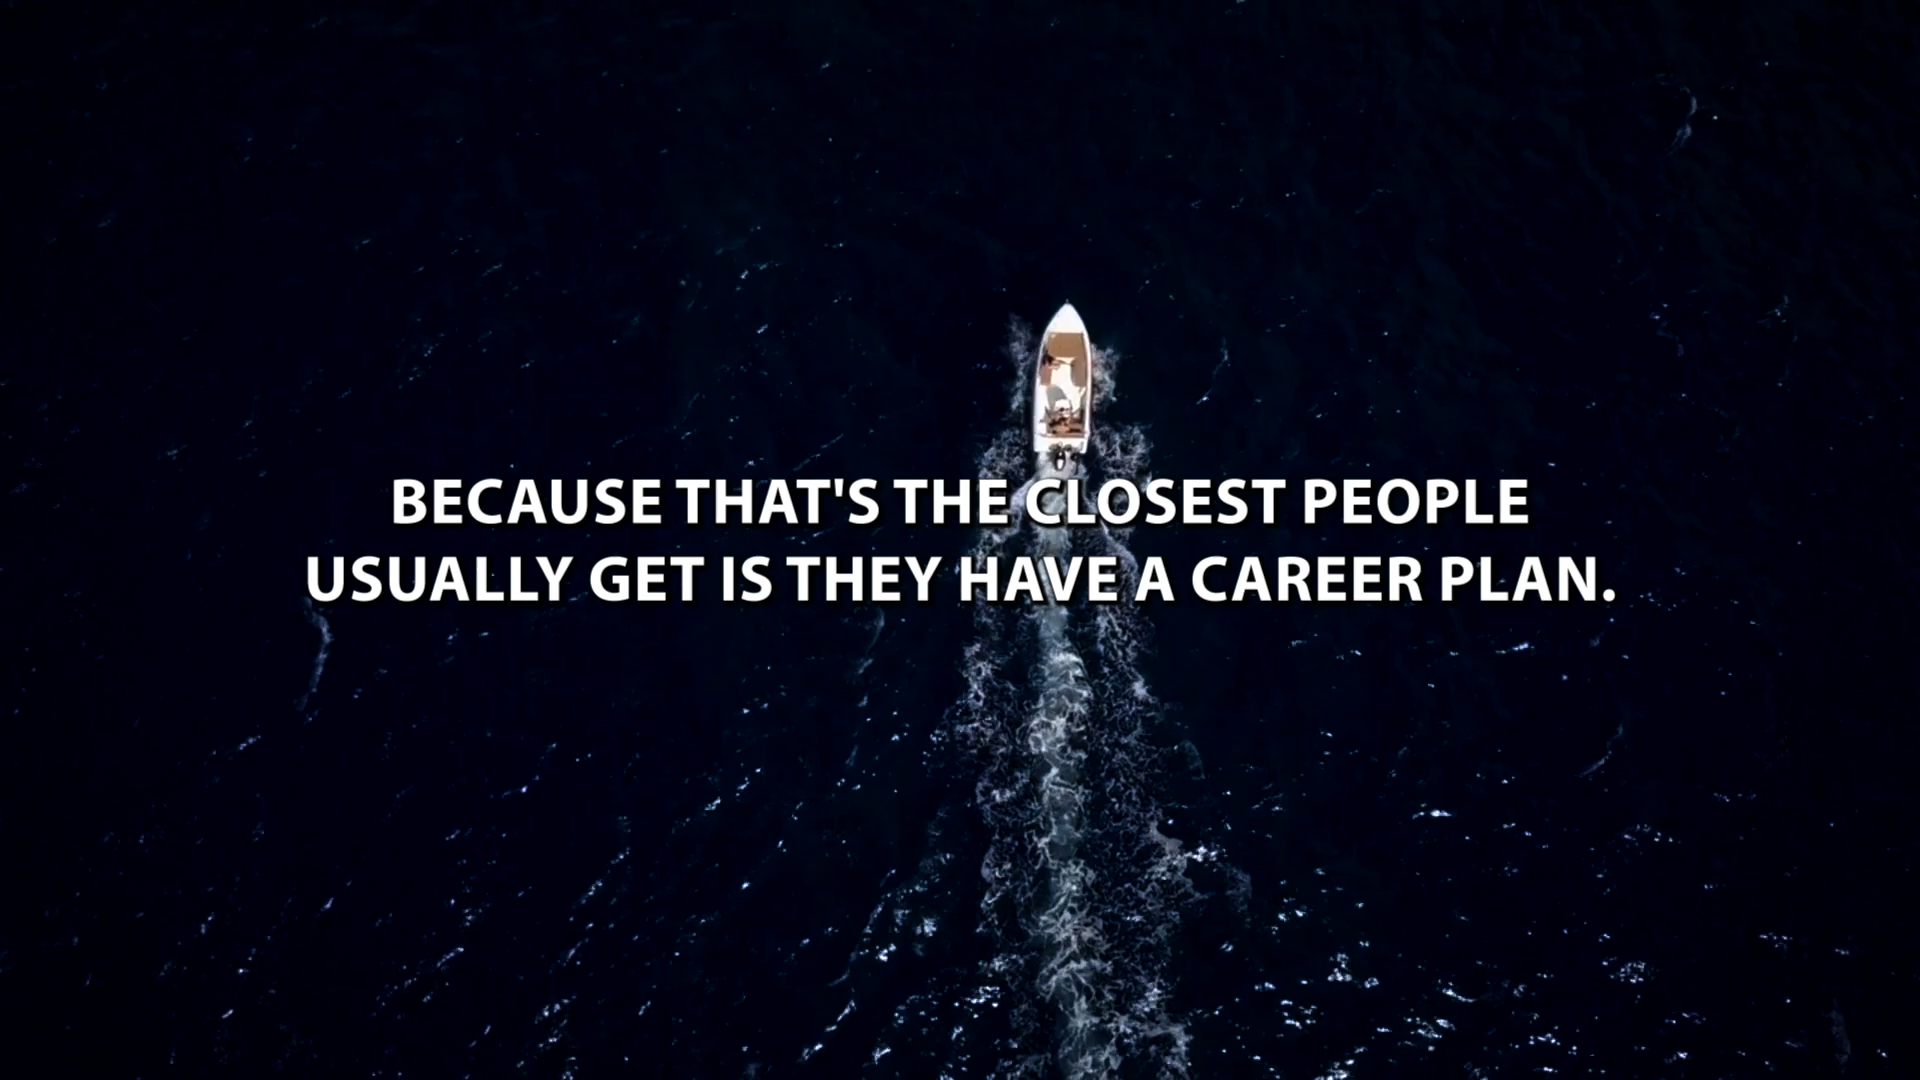 BECAUSE THAT'S THE CLOSEST PEOPLE
USUALLY GET IS THEY HAVE A CAREER PLAN.